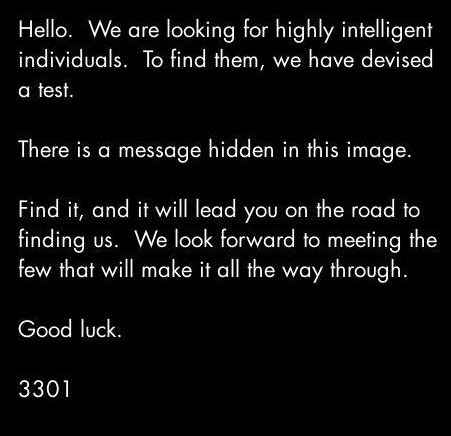 Hello.  We are looking for highly intelligent
individuals.  To find them, we have devised
a test.
There is a message hidden in this image.
Find it, and it will lead you on the road to
finding us.  We look forward to meeting the
few that will make it all the way through.
Good luck.
3301